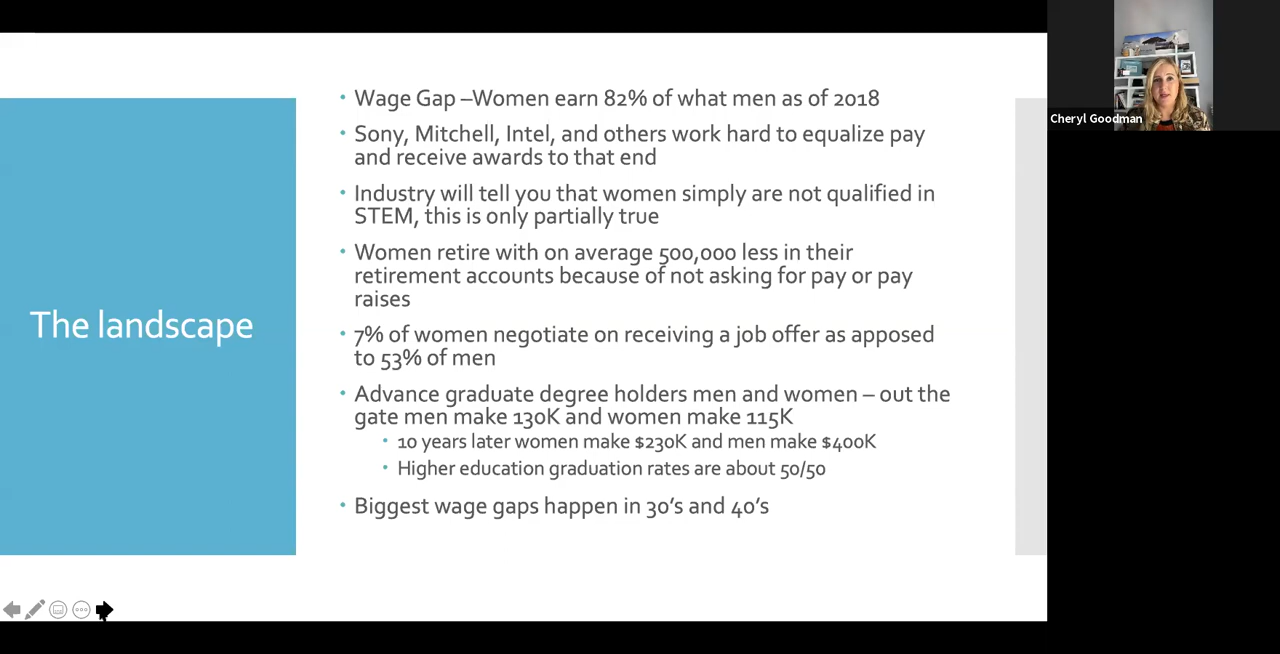 The landscape
Wage Gap –Women earn 82% of what men as of 2018
Sony, Mitchell, Intel, and others work hard to equalize pay
and receive awards to that end
Industry will tell you that women simply are not qualified in
STEM, this is only partially true
Women retire with on average 500,000 less in their
retirement accounts because of not asking for pay or pay
raises
7% of women negotiate on receiving a job offer as apposed
to 53% of men
Advance graduate degree holders men and women – out the
gate men make 130K and women make 115K
10 years later women make $230K and men make $400K
Higher education graduation rates are about 50/50
Biggest wage gaps happen in 30's and 40's
Cheryl Goodman